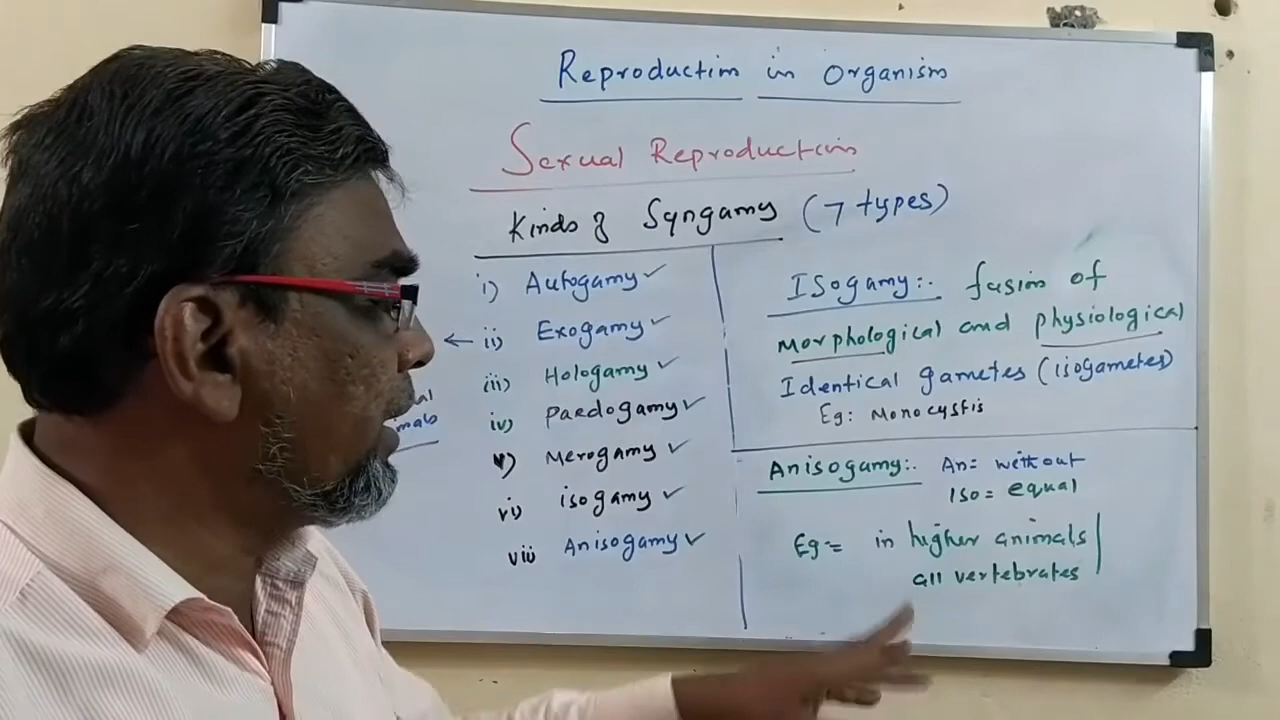 Reproduction in Organism
Sexual Reproduction
Kinds of Syngamy (7 types)
i) Autogamy ✓
← ii) Exogamy ✓
iii) Hologamy ✓
iv) Paedogamy ✓
v) Merogamy ✓
vi) isogamy ✓
vii Anisogamy ✓
Isogamy:- fusion of
morphological and physiological
Identical gametes (isogametes)
Eg: Monocystis
Anisogamy:- An= without
Iso= equal
Eg= in higher animals
all vertebrates